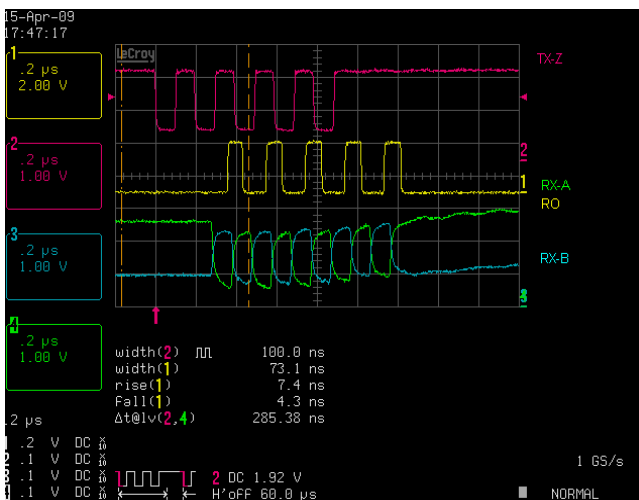 15-Apr-09
17:47:17
LeCroy
1
.2 µs
2.00 V
2
.2 µs
1.00 V
3
.2 µs
1.00 V
4
.2 µs
1.00 V
TX-Z
2
1
RX-A
RO
RX-B
width(2) 100.0 ns
width(1) 73.1 ns
rise(1) 7.4 ns
fall(1) 4.3 ns
Δt@lv(2,4) 285.38 ns
.2 µs
.2 V DC X10
.1 V DC X10
.1 V DC X10
.1 V DC X10
2 DC 1.92 V
H'off 60.0 µs
1 GS/s
NORMAL